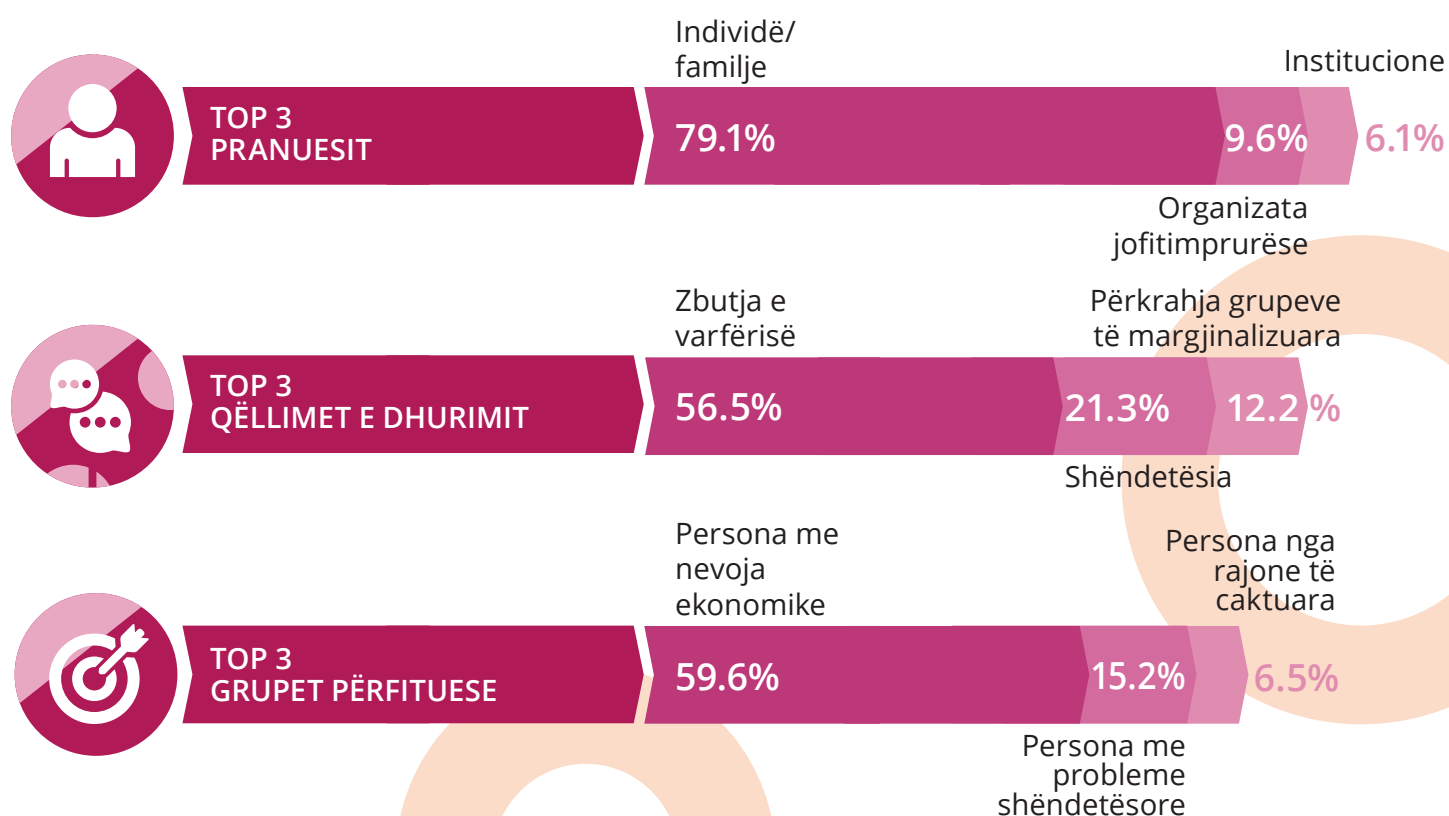 Individë/
familje
Institucione
TOP 3
PRANUESIT
79.1%
9.6%
6.1%
Organizata
jofitimprurëse
Zbutja e
varfërisë
Përkrahja grupeve
të margjinalizuara
TOP 3
QËLLIMET E DHURIMIT
56.5%
21.3%
12.2 %
Shëndetësia
Persona me
nevoja
ekonomike
Persona nga
rajone të
caktuara
TOP 3
GRUPET PËRFITUESE
59.6%
15.2%
6.5%
Persona me
probleme
shëndetësore